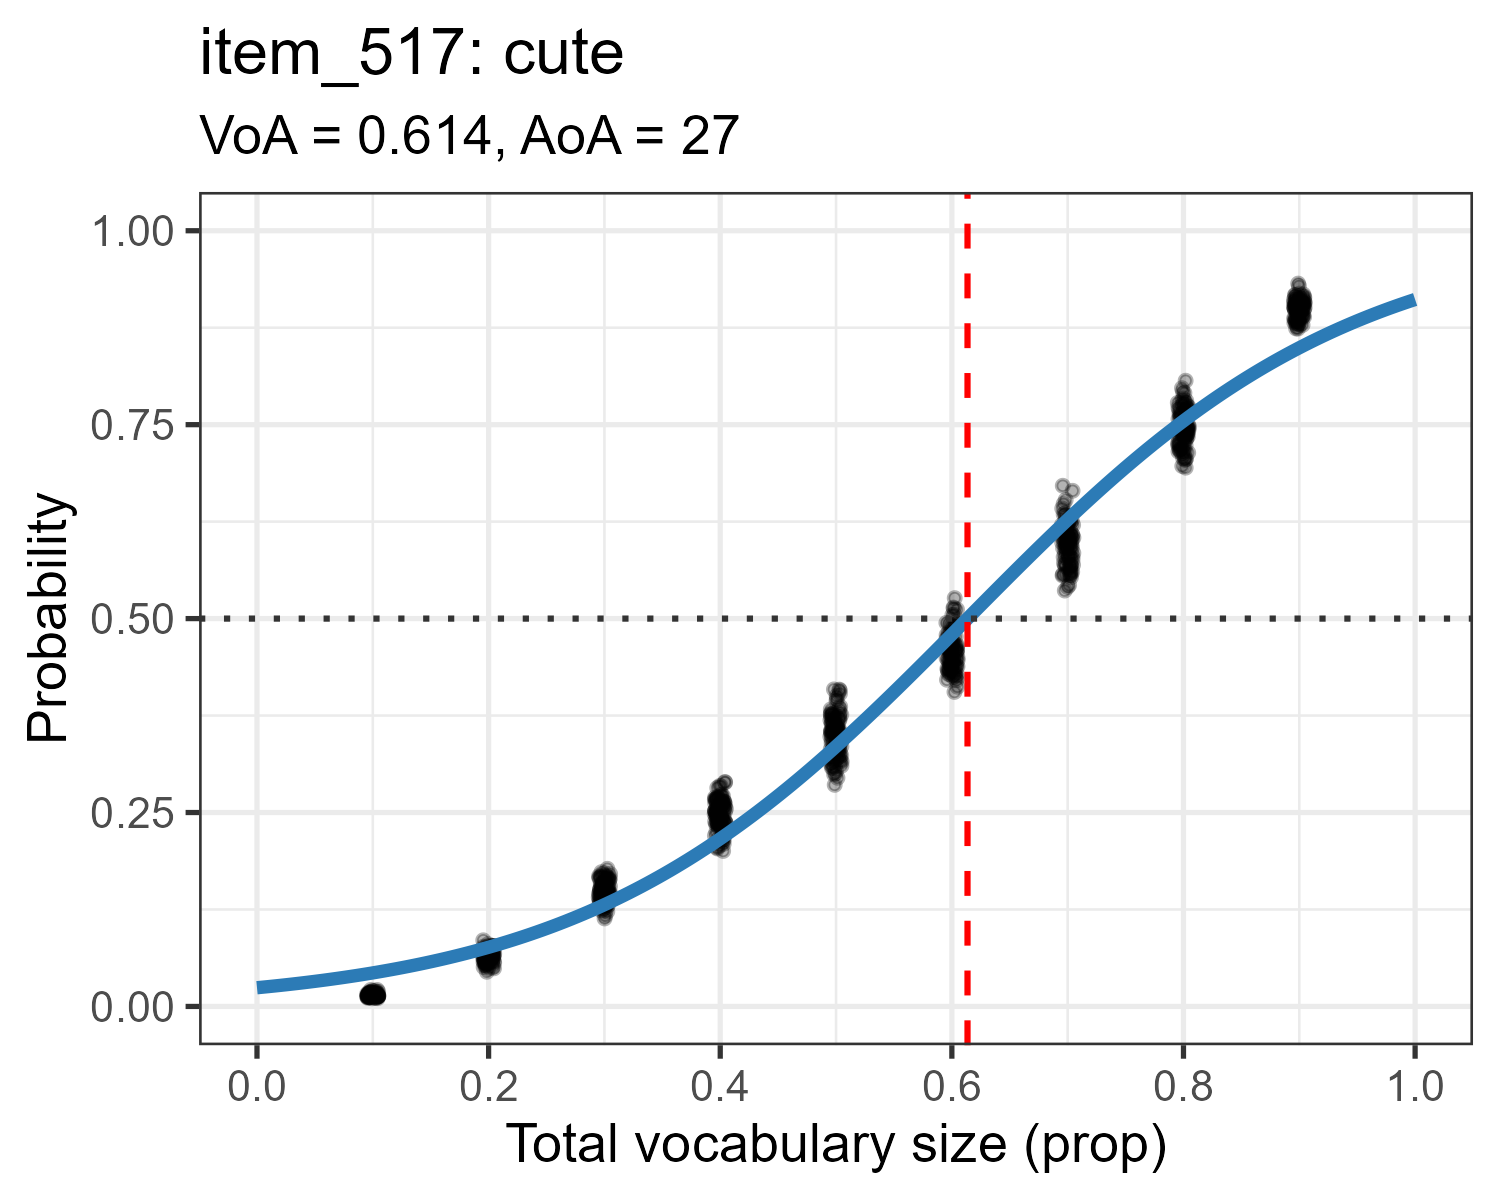 item_517: cute
VoA = 0.614, AoA = 27
1.00
0.75
0.50
0.25
0.00
Probability
0.0 0.2 0.4 0.6 0.8 1.0
Total vocabulary size (prop)